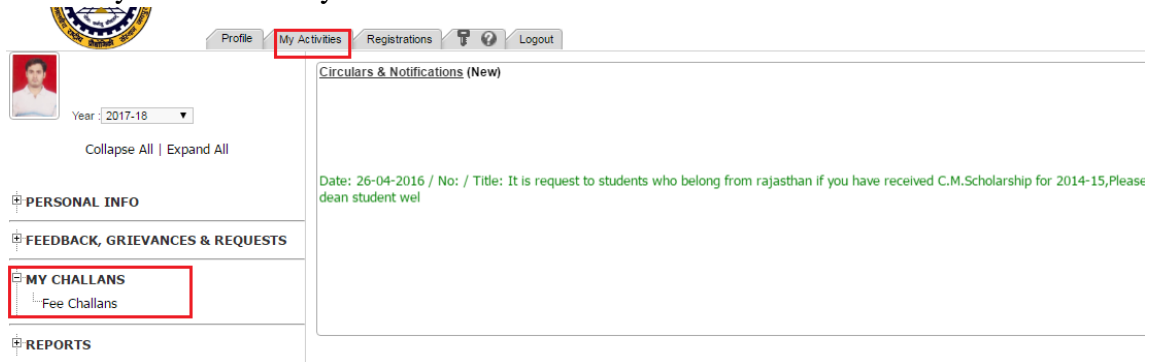 Profile
My Activities
Registrations
Logout
Year : 2017-18
Collapse All | Expand All
PERSONAL INFO
FEEDBACK, GRIEVANCES & REQUESTS
MY CHALLANS
Fee Challans
REPORTS
Circulars & Notifications (New)
Date: 26-04-2016 / No: / Title: It is request to students who belong from rajasthan if you have received C.M.Scholarship for 2014-15,Please
dean student wel